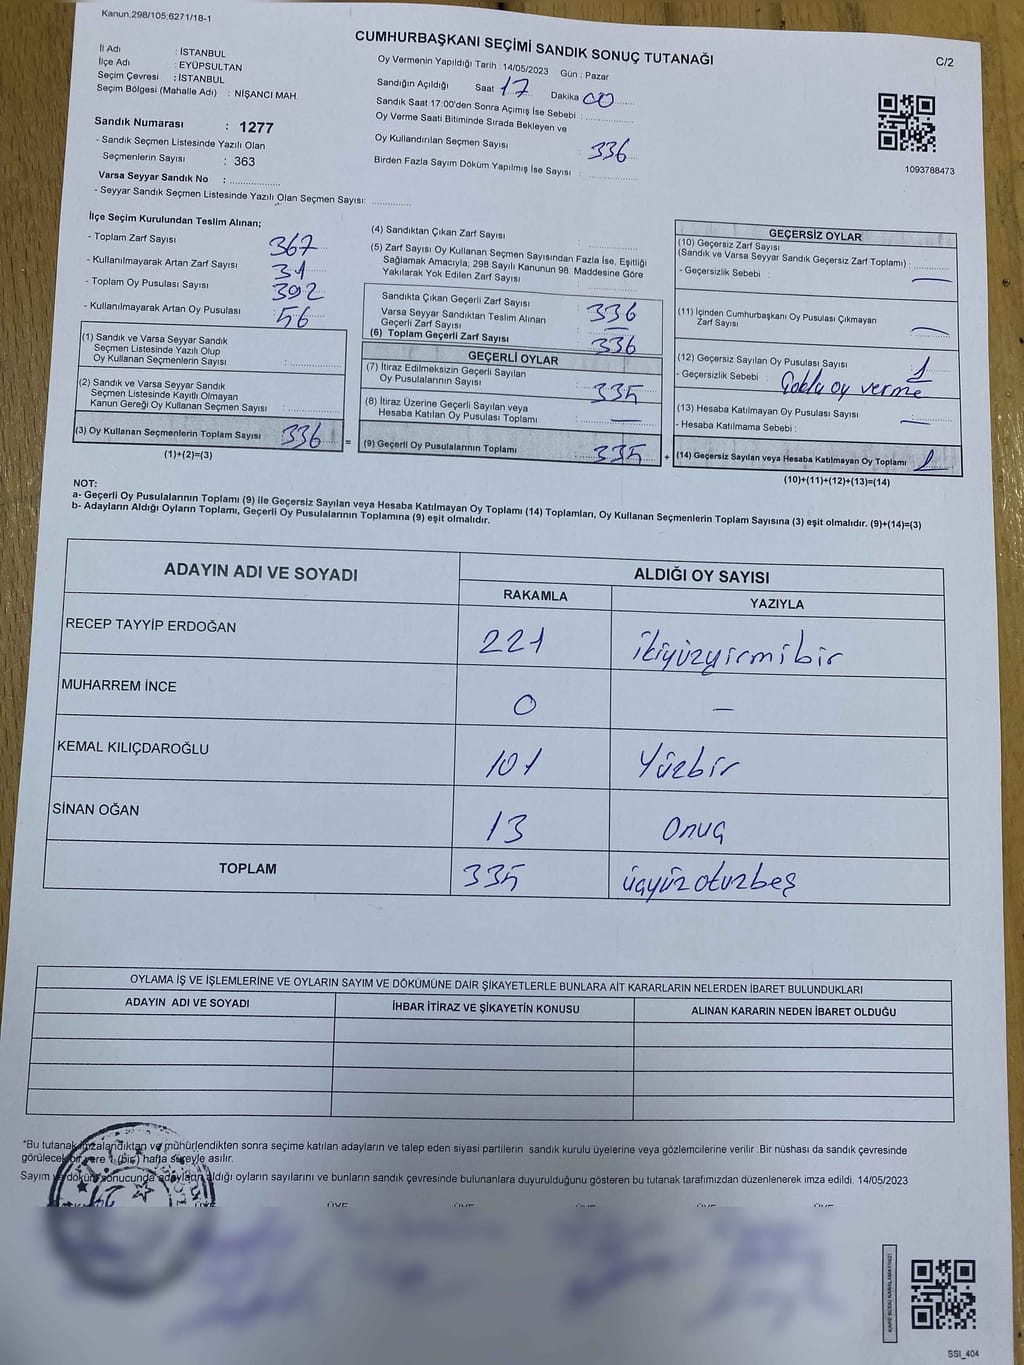 Kanun:298/105;6271/18-1
CUMHURBAŞKANI SEÇİMİ SANDIK SONUÇ TUTANAĞI
C/2
İl Adı : İSTANBUL
İlçe Adı : EYÜPSULTAN
Seçim Çevresi : İSTANBUL
Seçim Bölgesi (Mahalle Adı) : NİŞANCI MAH.
Sandık Numarası : 1277
- Sandık Seçmen Listesinde Yazılı Olan
Seçmenlerin Sayısı : 363
Varsa Seyyar Sandık No : ..................
- Seyyar Sandık Seçmen Listesinde Yazılı Olan Seçmen Sayısı: ..............
Oy Vermenin Yapıldığı Tarih : 14/05/2023 Gün : Pazar
Sandığın Açıldığı Saat 17 Dakika 00
Sandık Saat 17:00'den Sonra Açımış İse Sebebi : ..................
Oy Verme Saati Bitiminde Sırada Bekleyen ve
Oy Kullandırılan Seçmen Sayısı : 336
Birden Fazla Sayım Döküm Yapılmış İse Sayısı : ..................
1093788473
İlçe Seçim Kurulundan Teslim Alınan;
- Toplam Zarf Sayısı 367
- Kullanılmayarak Artan Zarf Sayısı 31
- Toplam Oy Pusulası Sayısı 392
- Kullanılmayarak Artan Oy Pusulası 56
(1) Sandık ve Varsa Seyyar Sandık
Seçmen Listesinde Yazılı Olup
Oy Kullanan Seçmenlerin Sayısı : ..................
(2) Sandık ve Varsa Seyyar Sandık
Seçmen Listesinde Kayıtlı Olmayan
Kanun Gereği Oy Kullanan Seçmen Sayısı : ..................
(3) Oy Kullanan Seçmenlerin Toplam Sayısı 336 =
(1)+(2)=(3)
(4) Sandıktan Çıkan Zarf Sayısı : ..................
(5) Zarf Sayısı Oy Kullanan Seçmen Sayısından Fazla İse, Eşitliği
Sağlamak Amacıyla, 298 Sayılı Kanunun 98. Maddesine Göre
Yakılarak Yok Edilen Zarf Sayısı : ..................
Sandıkta Çıkan Geçerli Zarf Sayısı : 336
Varsa Seyyar Sandıktan Teslim Alınan
Geçerli Zarf Sayısı : —
(6) Toplam Geçerli Zarf Sayısı : 336
GEÇERLİ OYLAR
(7) İtiraz Edilmeksizin Geçerli Sayılan
Oy Pusulalarının Sayısı : 335
(8) İtiraz Üzerine Geçerli Sayılan veya
Hesaba Katılan Oy Pusulası Toplamı : —
(9) Geçerli Oy Pusulalarının Toplamı : 335 +
GEÇERSİZ OYLAR
(10) Geçersiz Zarf Sayısı
(Sandık ve Varsa Seyyar Sandık Geçersiz Zarf Toplamı) : ..........
- Geçersizlik Sebebi : —
(11) İçinden Cumhurbaşkanı Oy Pusulası Çıkmayan
Zarf Sayısı : —
(12) Geçersiz Sayılan Oy Pusulası Sayısı : 1
- Geçersizlik Sebebi : Çoklu oy verme
(13) Hesaba Katılmayan Oy Pusulası Sayısı : —
- Hesaba Katılmama Sebebi :
(14) Geçersiz Sayılan veya Hesaba Katılmayan Oy Toplamı : 1
(10)+(11)+(12)+(13)=(14)
NOT:
a- Geçerli Oy Pusulalarının Toplamı (9) ile Geçersiz Sayılan veya Hesaba Katılmayan Oy Toplamı (14) Toplamları, Oy Kullanan Seçmenlerin Toplam Sayısına (3) eşit olmalıdır. (9)+(14)=(3)
b- Adayların Aldığı Oyların Toplamı, Geçerli Oy Pusulalarının Toplamına (9) eşit olmalıdır.
ADAYIN ADI VE SOYADI ALDIĞI OY SAYISI
RAKAMLA YAZIYLA
RECEP TAYYİP ERDOĞAN 221 ikiyüzyirmibir
MUHARREM İNCE 0 —
KEMAL KILIÇDAROĞLU 101 Yüzbir
SİNAN OĞAN 13 Onüç
TOPLAM 335 üçyüzotuzbeş
OYLAMA İŞ VE İŞLEMLERİNE VE OYLARIN SAYIM VE DÖKÜMÜNE DAİR ŞİKAYETLERLE BUNLARA AİT KARARLARIN NELERDEN İBARET BULUNDUKLARI
ADAYIN ADI VE SOYADI İHBAR İTİRAZ VE ŞİKAYETİN KONUSU ALINAN KARARIN NEDEN İBARET OLDUĞU
*Bu tutanak imzalandıktan ve mühürlendikten sonra seçime katılan adayların ve talep eden siyasi partilerin sandık kurulu üyelerine veya gözlemcilerine verilir .Bir nüshası da sandık çevresinde
görülecek bir yere 1 (bir) hafta süreyle asılır.
Sayım ve döküm sonucunda adayların aldığı oyların sayılarını ve bunların sandık çevresinde bulunanlara duyurulduğunu gösteren bu tutanak tarafımızdan düzenlenerek imza edildi. 14/05/2023
ÜYE ÜYE ÜYE ÜYE ÜYE
KARE KODU KARALAMAYINIZ!
SSI_404